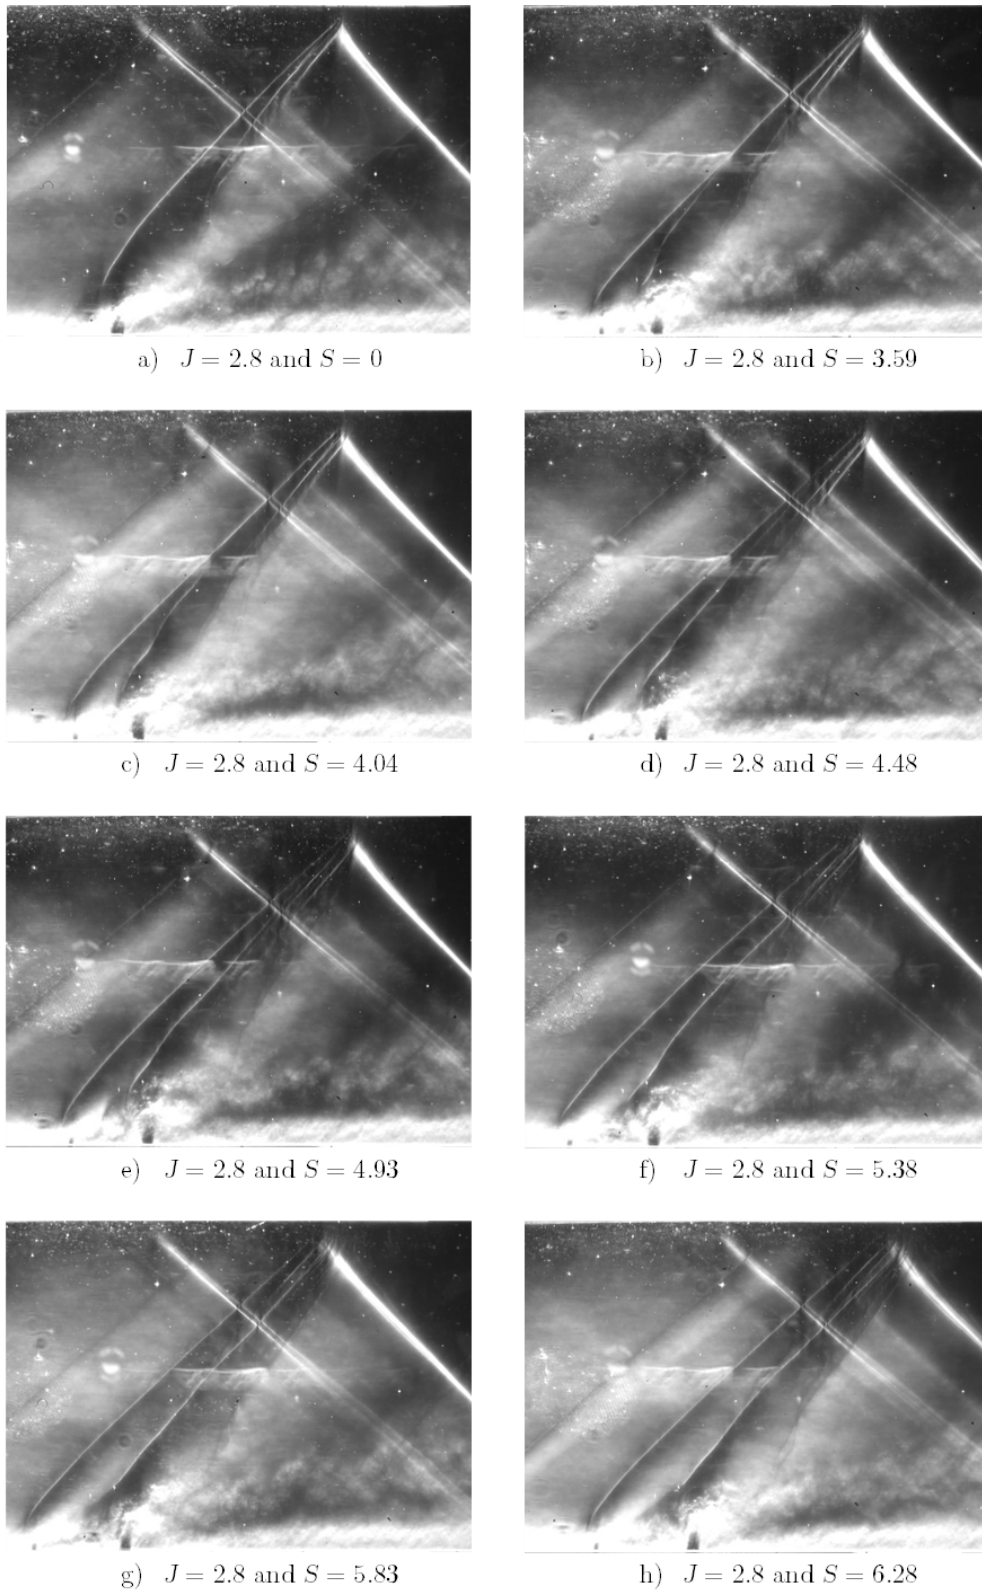 a) J = 2.8 and S = 0
b) J = 2.8 and S = 3.59
c) J = 2.8 and S = 4.04
d) J = 2.8 and S = 4.48
e) J = 2.8 and S = 4.93
f) J = 2.8 and S = 5.38
g) J = 2.8 and S = 5.83
h) J = 2.8 and S = 6.28